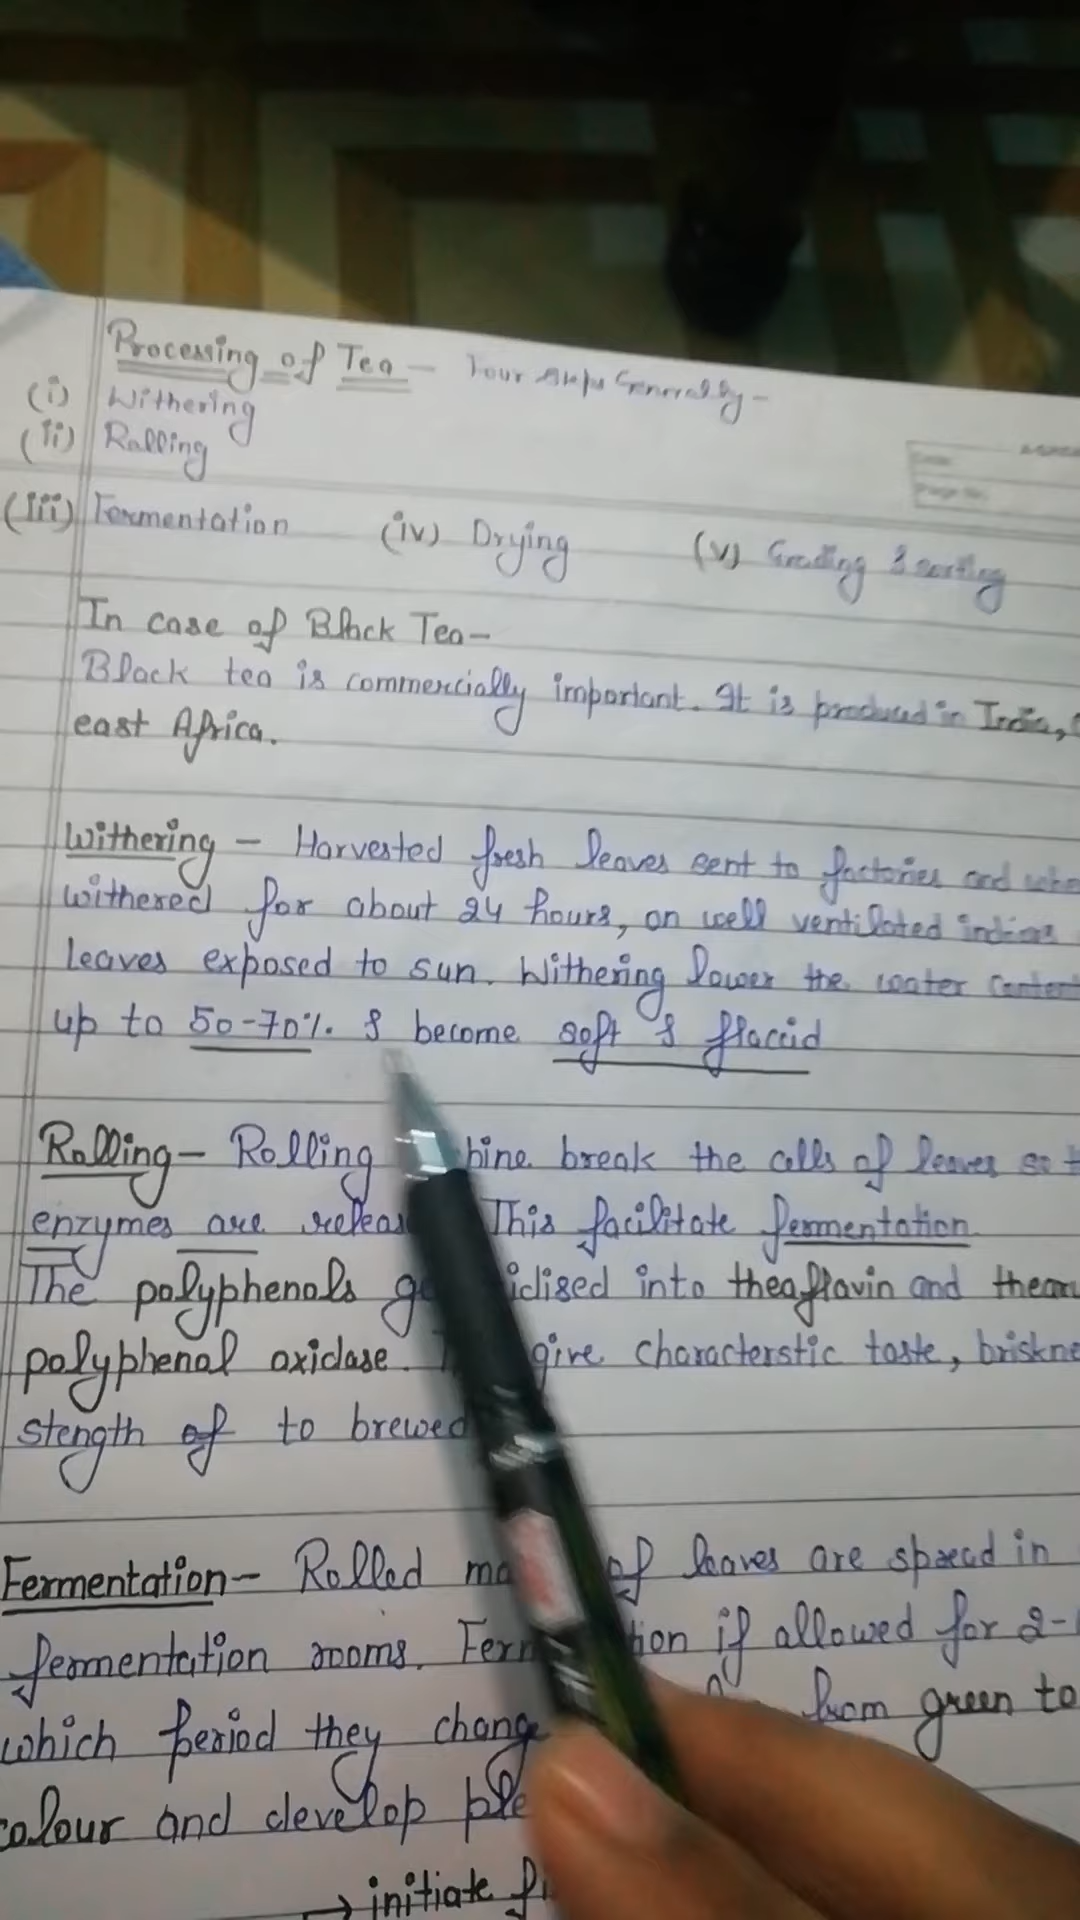 Processing of Tea - Four steps Generally -
(i) Withering
(ii) Rolling
(iii) Fermentation (iv) Drying (v) Grading & sorting
In case of Black Tea-
Black tea is commercially important. It is produced in India,
east Africa.
Withering - Harvested fresh leaves sent to factories and
withered for about 24 hours, on well ventilated
leaves exposed to sun. Withering lower the water content
up to 50-70% & become soft & flaccid
Rolling- Rolling break the cells of leaves so
enzymes are This facilitate fermentation
The polyphenols into theaflavin and
polyphenol oxidase. give characterstic taste,
stength of to brewed
Fermentation- Rolled of leaves are spread in
fermentation rooms. if allowed for 2-
which period they change from green to
colour and develop
→ initiate